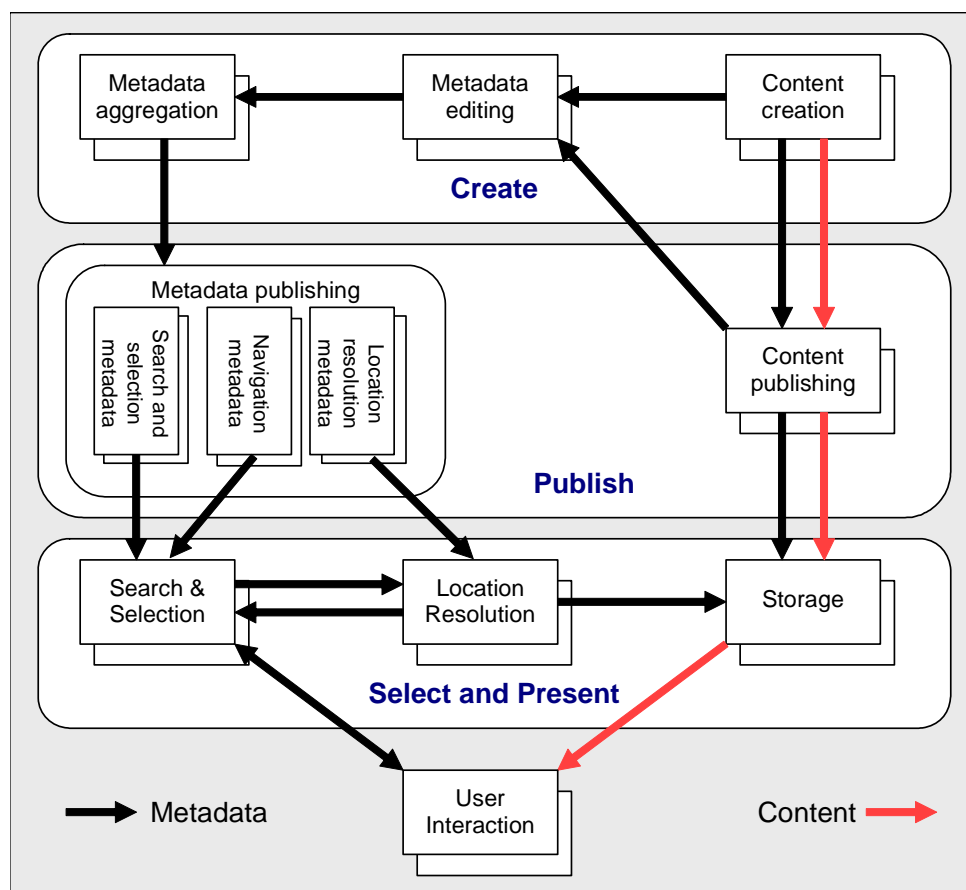 Metadata
aggregation
Metadata
editing
Content
creation
Create
Metadata publishing
Search and
selection
metadata
Navigation
metadata
Location
resolution
metadata
Content
publishing
Publish
Search &
Selection
Location
Resolution
Storage
Select and Present
User
Interaction
Metadata
Content